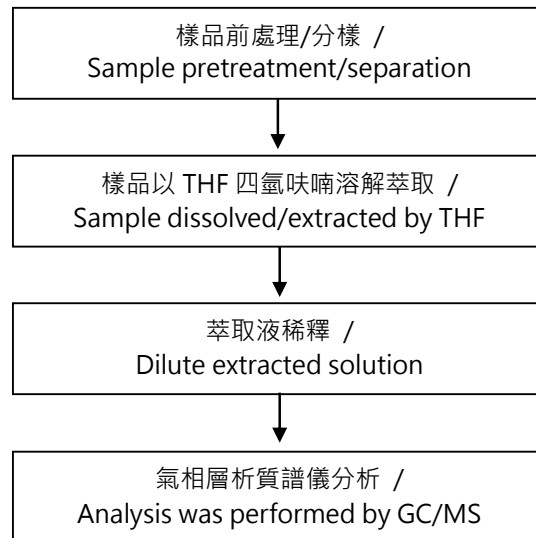 樣品前處理/分樣 /
Sample pretreatment/separation
樣品以 THF 四氫呋喃溶解萃取 /
Sample dissolved/extracted by THF
萃取液稀釋 /
Dilute extracted solution
氣相層析質譜儀分析 /
Analysis was performed by GC/MS